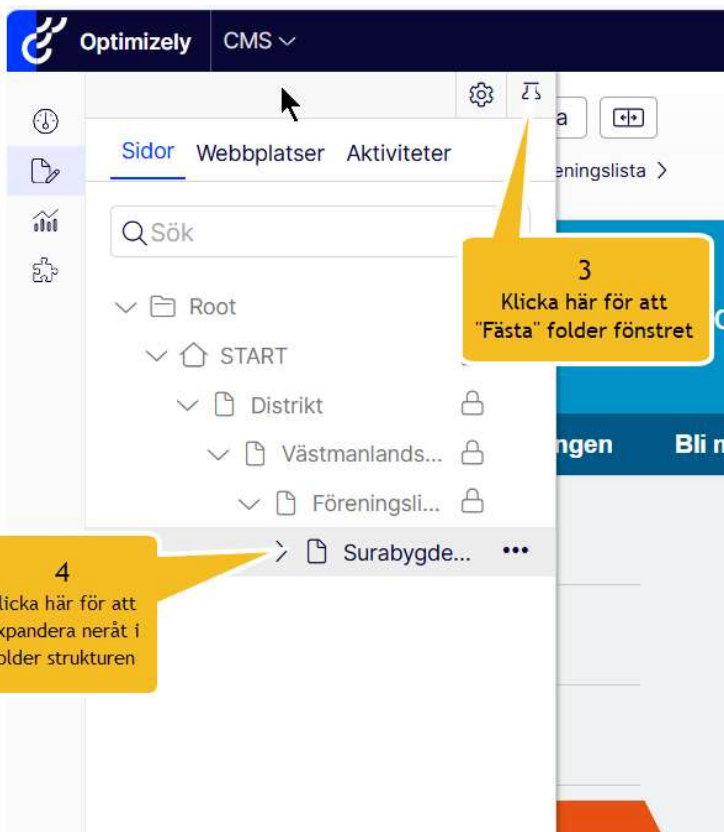 Optimizely CMS
Sidor Webbplatser Aktiviteter
eningslista >
Sök
3
Klicka här för att
"Fästa" folder fönstret
Root
START
Distrikt
Västmanlands...
ngen Bli
Föreningsli...
Surabygde... •••
4
licka här för att
xpandera neråt i
older strukturen